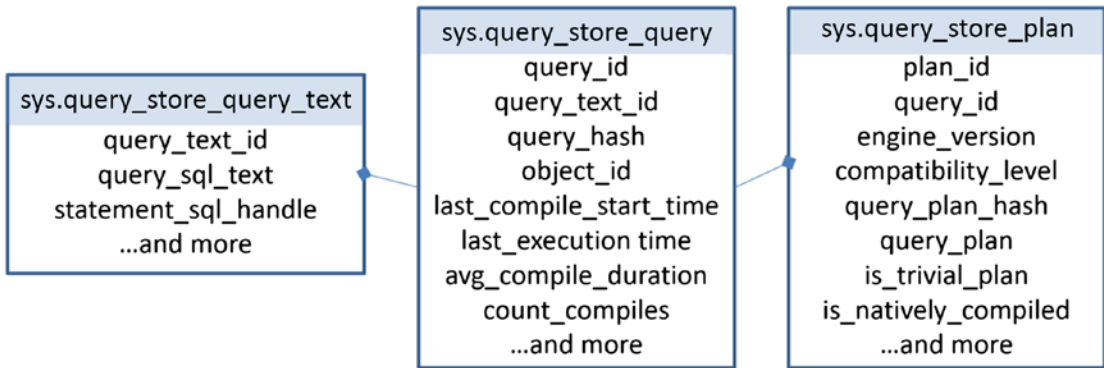 sys.query_store_query_text
query_text_id
query_sql_text
statement_sql_handle
...and more
sys.query_store_query
query_id
query_text_id
query_hash
object_id
last_compile_start_time
last_execution time
avg_compile_duration
count_compiles
...and more
sys.query_store_plan
plan_id
query_id
engine_version
compatibility_level
query_plan_hash
query_plan
is_trivial_plan
is_natively_compiled
...and more